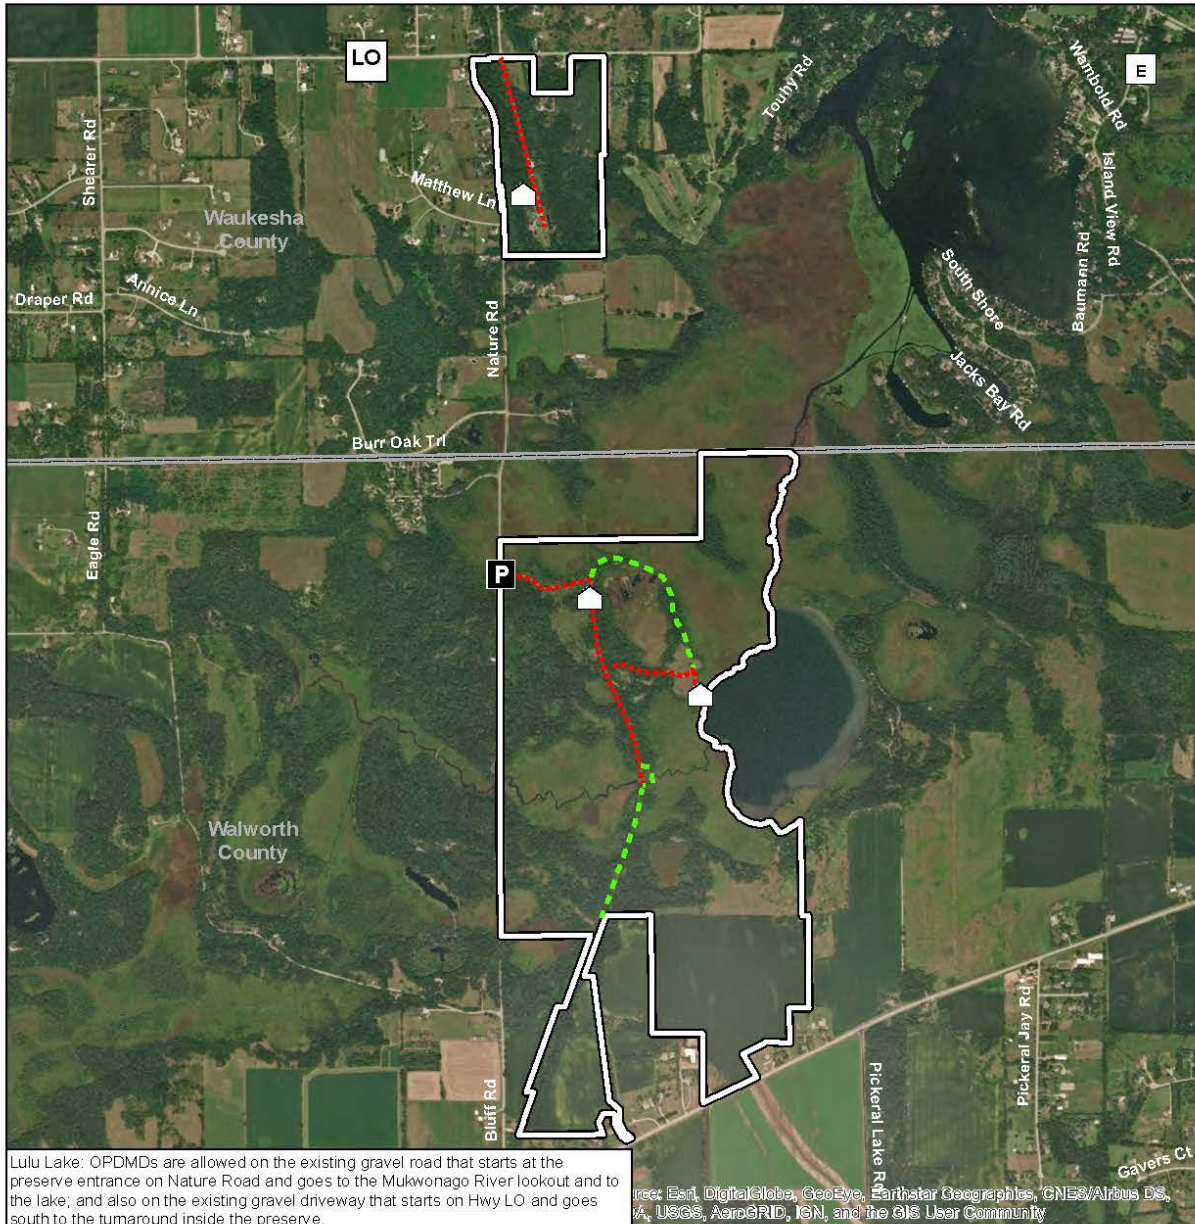 LO
E
Touhy Rd
Wambold Rd
Shearer Rd
Matthew Ln
Island View Rd
Waukesha
County
South Shore
Baumann Rd
Draper Rd
Annice Ln
Nature Rd
Jacks Bay Rd
Burr Oak Trl
Eagle Rd
P
Walworth
County
Pickeral Jay Rd
Bluff Rd
Pickeral Lake Rd
Gavers Ct
Lulu Lake: OPDMDs are allowed on the existing gravel road that starts at the
preserve entrance on Nature Road and goes to the Mukwonago River lookout and to
the lake; and also on the existing gravel driveway that starts on Hwy LO and goes
south to the turnaround inside the preserve.
Esri, DigitalGlobe, GeoEye, Earthstar Geographics, CNES/Airbus DS,
USGS, AeroGRID, IGN, and the GIS User Community